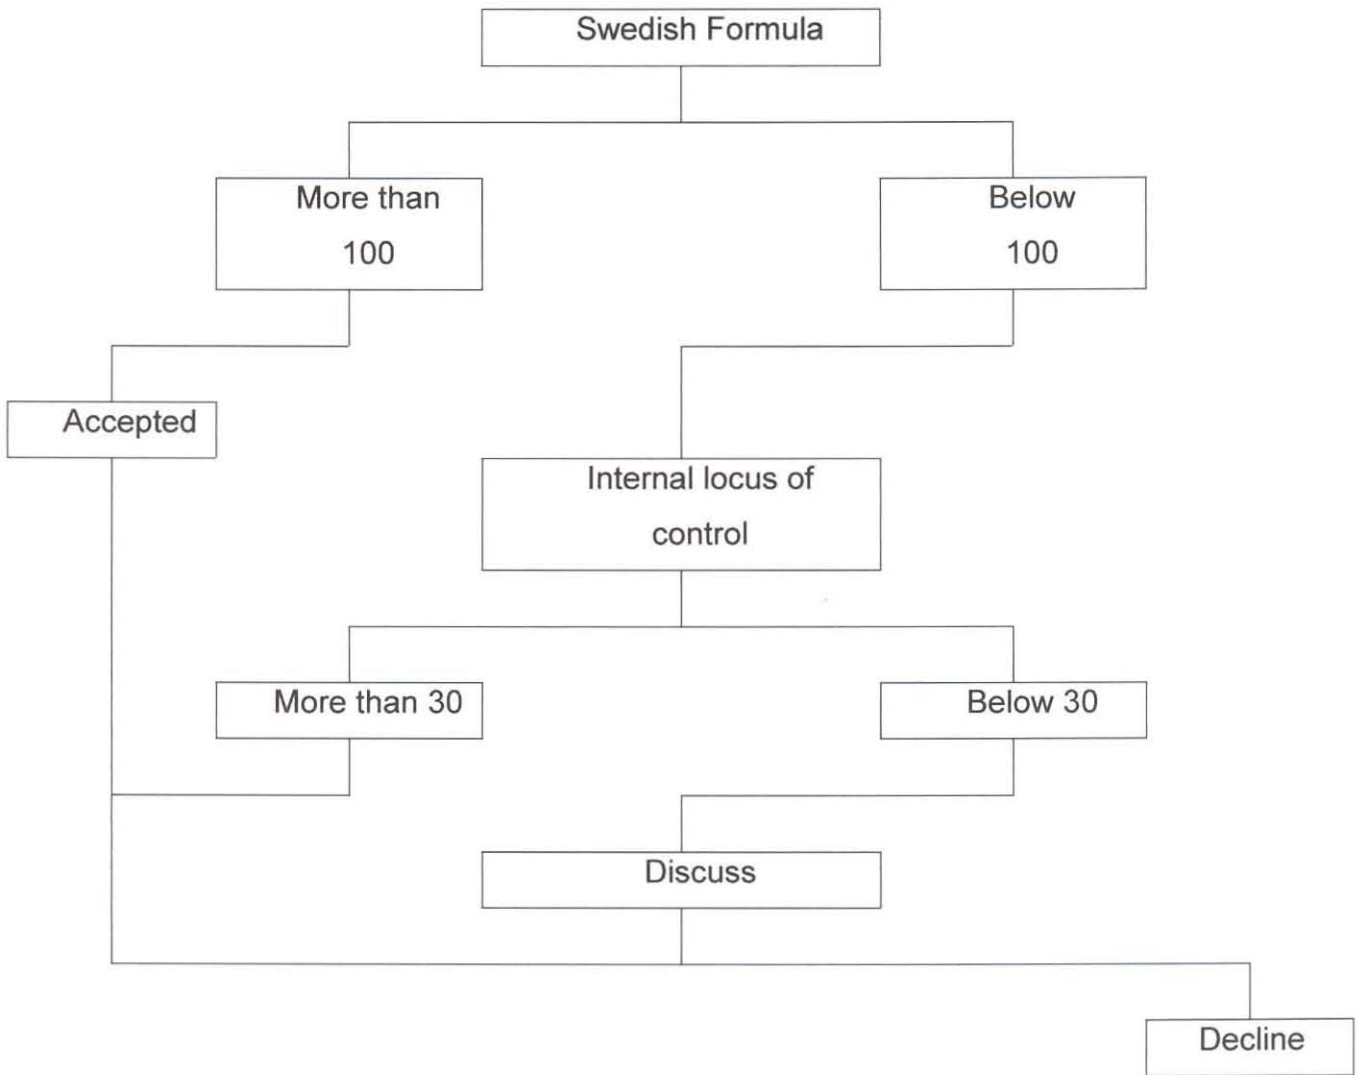 Swedish Formula
More than
100
Below
100
Accepted
Internal locus of
control
More than 30
Below 30
Discuss
Decline